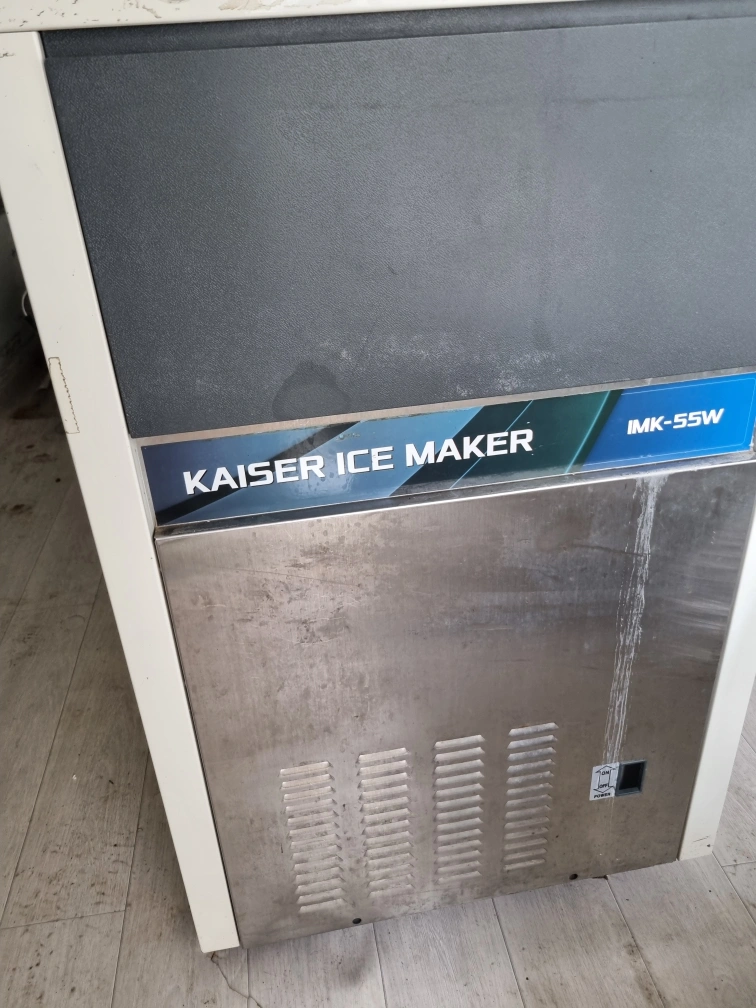 KAISER ICE MAKER
IMK-55W
ON
OFF
POWER